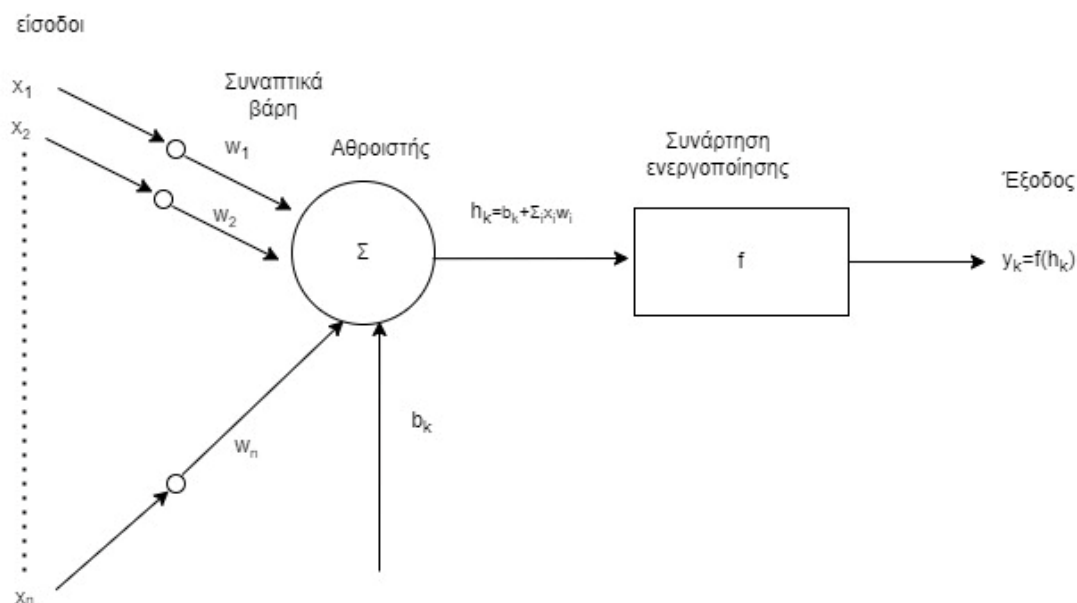 είσοδοι
x₁
x₂
xₙ
Συναπτικά
βάρη
w₁
w₂
wₙ
Αθροιστής
Σ
bₖ
hₖ=bₖ+Σᵢxᵢwᵢ
Συνάρτηση
ενεργοποίησης
f
Έξοδος
yₖ=f(hₖ)